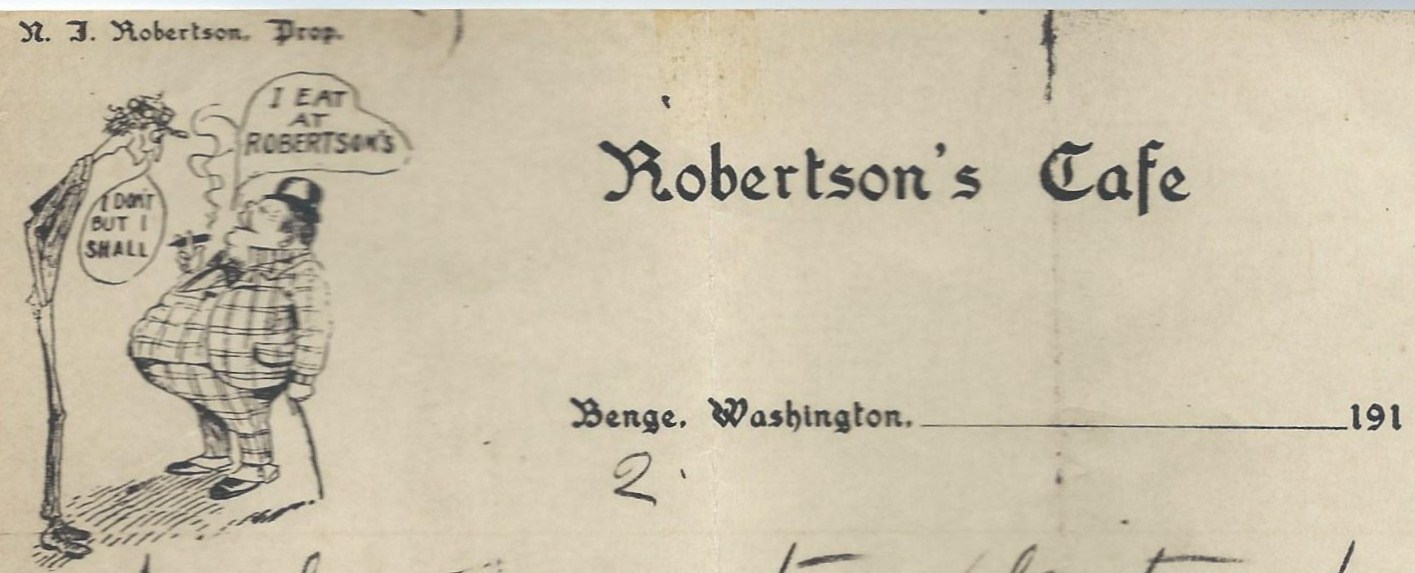 N. J. Robertson, Prop.
I EAT
AT
ROBERTSON'S
I DON'T
BUT I
SHALL
Robertson's Cafe
Benge, Washington, 191
2